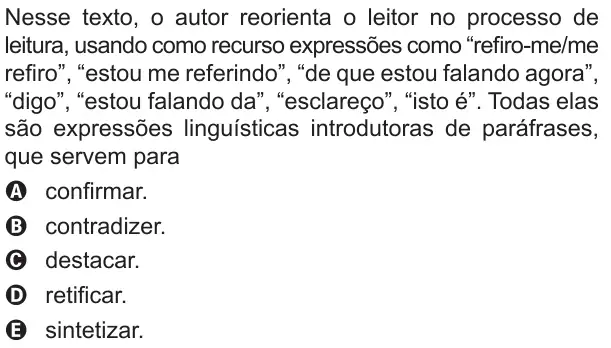 Nesse texto, o autor reorienta o leitor no processo de
leitura, usando como recurso expressões como “refiro-me/me
refiro”, “estou me referindo”, “de que estou falando agora”,
“digo”, “estou falando da”, “esclareço”, “isto é”. Todas elas
são expressões linguísticas introdutoras de paráfrases,
que servem para
A confirmar.
B contradizer.
C destacar.
D retificar.
E sintetizar.